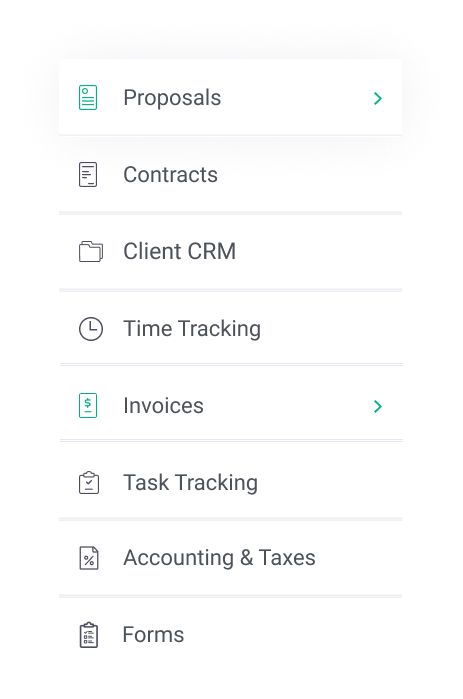 Proposals
Contracts
Client CRM
Time Tracking
Invoices
Task Tracking
Accounting & Taxes
Forms